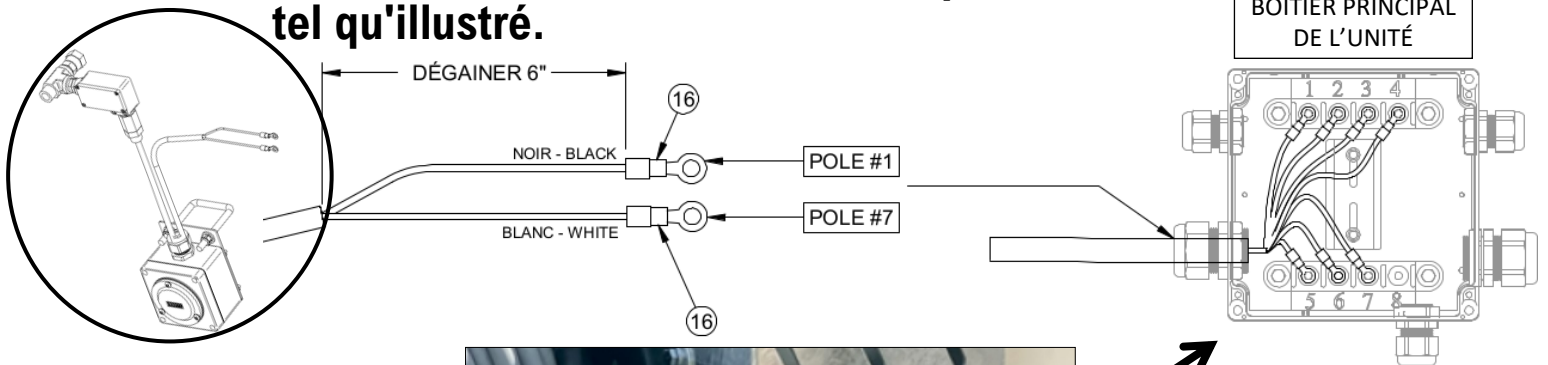 tel qu'illustré.
BOITIER PRINCIPAL
DE L'UNITÉ
DÉGAINER 6"
16
NOIR - BLACK
POLE #1
BLANC - WHITE
POLE #7
16
1 2 3 4
5 6 7 8